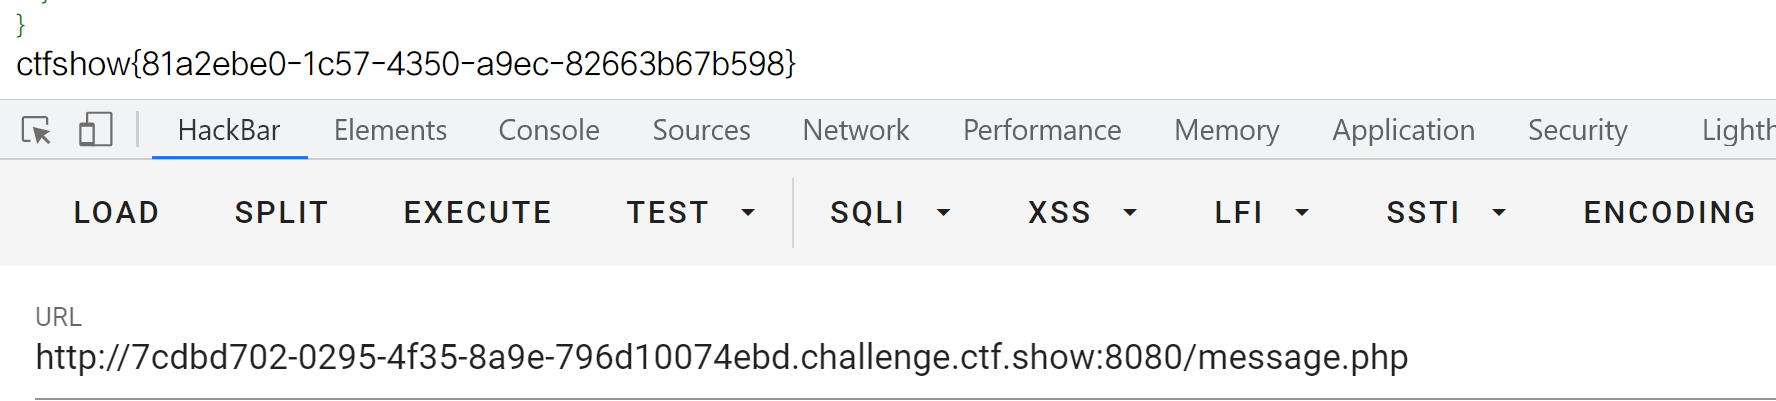 }
ctfshow{81a2ebe0-1c57-4350-a9ec-82663b67b598}
HackBar Elements Console Sources Network Performance Memory Application Security Lighth
LOAD SPLIT EXECUTE TEST SQLI XSS LFI SSTI ENCODING
URL
http://7cdbd702-0295-4f35-8a9e-796d10074ebd.challenge.ctf.show:8080/message.php